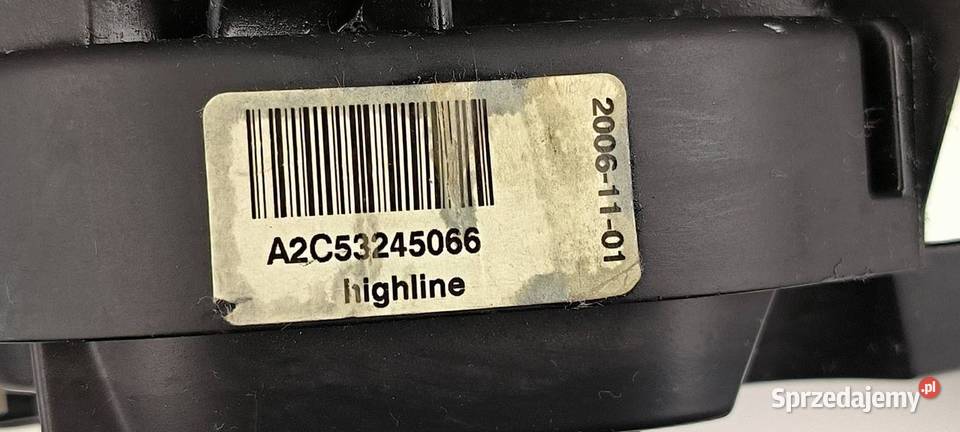 A2C53245066
highline
2006-11-01
Sprzedajemy.pl